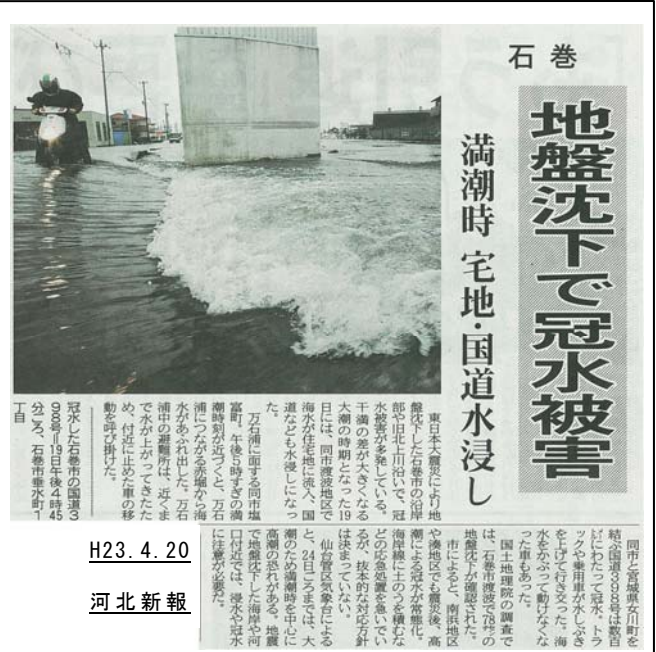 石巻
地盤沈下で冠水被害
満潮時 宅地・国道水浸し
東日本大震災により地
盤沈下した石巻市の沿岸
部や旧北上川沿いで、冠
水被害が多発している。
干満の差が大きくなる
大潮の時期となった19
日には、同市渡波地区で
海水が住宅地に流入、国
道なども水浸しになっ
た。
万石浦に面する同市塩
富町。午後5時すぎの満
潮時刻が近づくと、万石
浦につながる赤堀から海
水があふれ出した。万石
浦中の避難所は、近くま
で水が上がってきたた
め、付近に止めた車の移
動を呼び掛けた。
冠水した石巻市の国道3
98号=19日午後4時45
分ごろ、石巻市垂水町1
丁目
同市と宮城県女川町を
結ぶ国道398号は数百
㍍にわたって冠水。トラ
ックや乗用車が水しぶき
を上げて行き交った。海
水をかぶって動けなくな
った車もあった。
国土地理院の調査で
は、石巻市渡波で78㌢の
地盤沈下が確認された。
市によると、南浜地区
や湊地区でも震災後、高
潮による冠水が常態化。
海岸線に土のうを積むな
どの応急処置を急いでい
るが、抜本的な対応方針
は決まっていない。
仙台管区気象台による
と、24日ごろまでは、大
潮のため満潮時を中心に
高潮の恐れがある。地震
で地盤沈下した海岸や河
口付近では、浸水や冠水
に注意が必要だ。
H23.4.20
河北新報